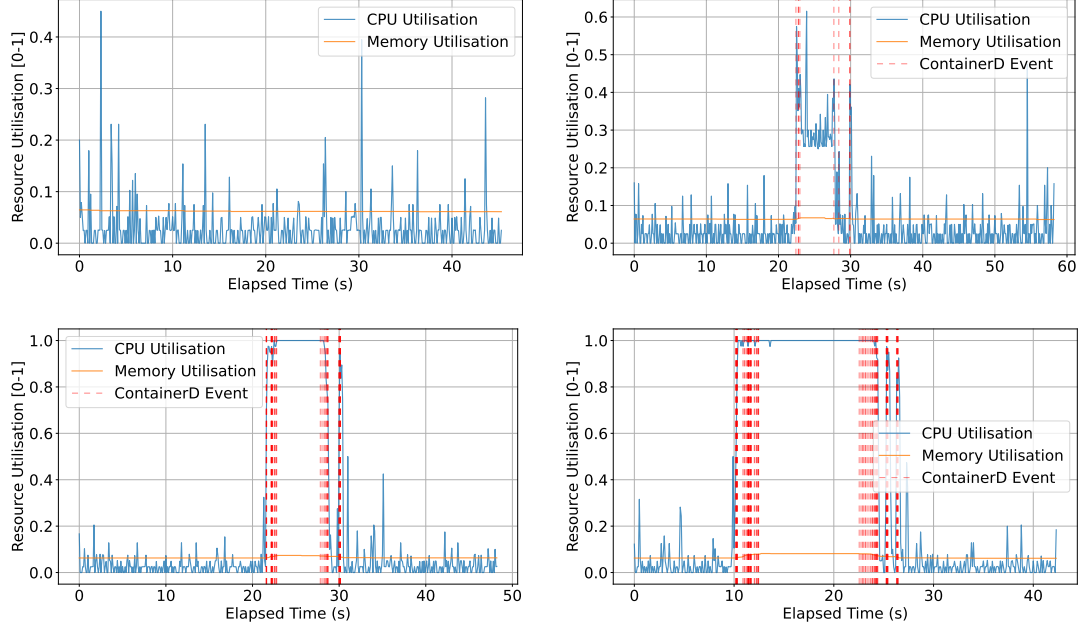 Resource Utilisation [0-1]
0.4
0.3
0.2
0.1
0.0
CPU Utilisation
Memory Utilisation
0 10 20 30 40
Elapsed Time (s)
Resource Utilisation [0-1]
0.6
0.5
0.4
0.3
0.2
0.1
0.0
CPU Utilisation
Memory Utilisation
ContainerD Event
0 10 20 30 40 50 60
Elapsed Time (s)
Resource Utilisation [0-1]
1.0
0.8
0.6
0.4
0.2
0.0
CPU Utilisation
Memory Utilisation
ContainerD Event
0 10 20 30 40 50
Elapsed Time (s)
Resource Utilisation [0-1]
1.0
0.8
0.6
0.4
0.2
0.0
CPU Utilisation
Memory Utilisation
ContainerD Event
0 10 20 30 40
Elapsed Time (s)